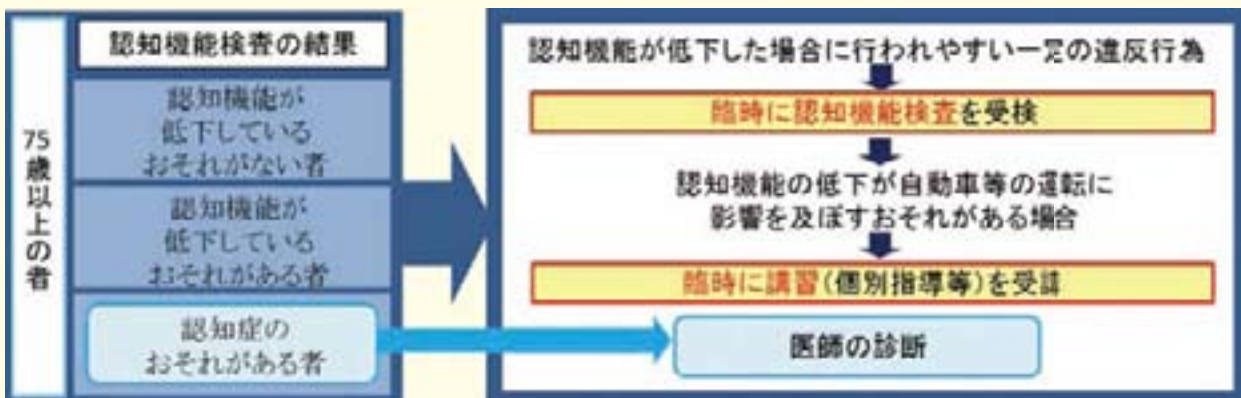 75歳以上の者
認知機能検査の結果
認知機能が
低下している
おそれがない者
認知機能が
低下している
おそれがある者
認知症の
おそれがある者
認知機能が低下した場合に行われやすい一定の違反行為
臨時に認知機能検査を受検
認知機能の低下が自動車等の運転に
影響を及ぼすおそれがある場合
臨時に講習(個別指導等)を受講
医師の診断